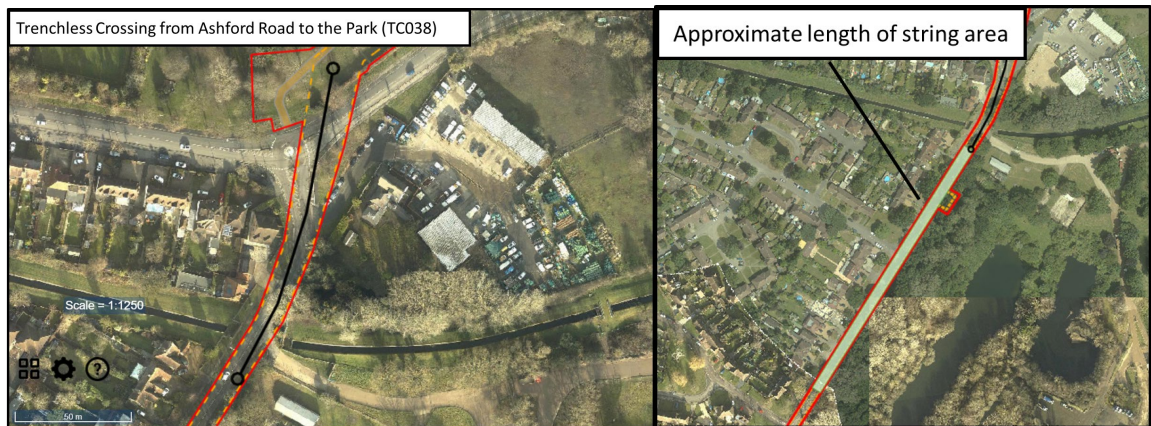 Trenchless Crossing from Ashford Road to the Park (TC038)
Approximate length of string area
Scale = 1:1250
?
50 m